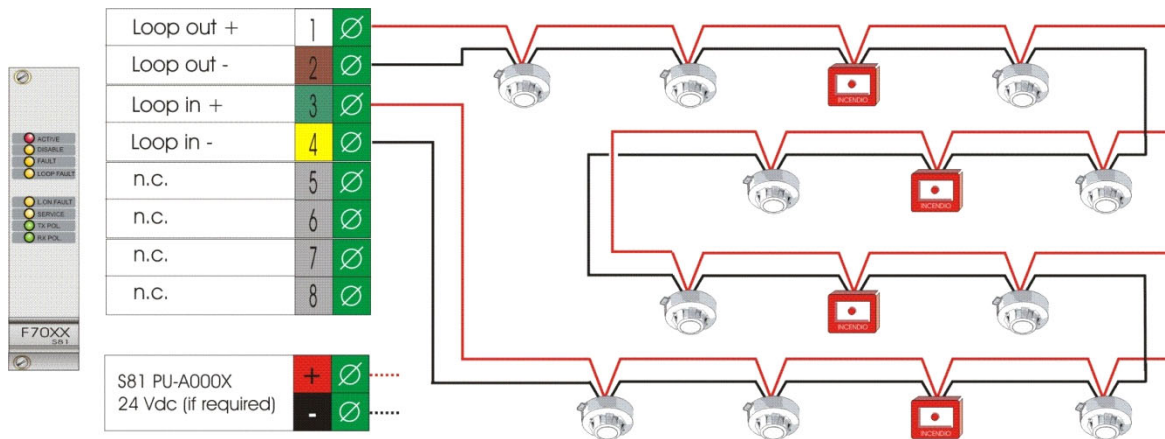 Loop out + 1
Loop out - 2
Loop in + 3
Loop in - 4
n.c. 5
n.c. 6
n.c. 7
n.c. 8
ACTIVE
DISABLE
FAULT
LOOP FAULT
L.ON FAULT
SERVICE
TX POL.
RX POL.
F70XX
S81
S81 PU-A000X
24 Vdc (if required)
+
-
INCENDIO
INCENDIO
INCENDIO
INCENDIO